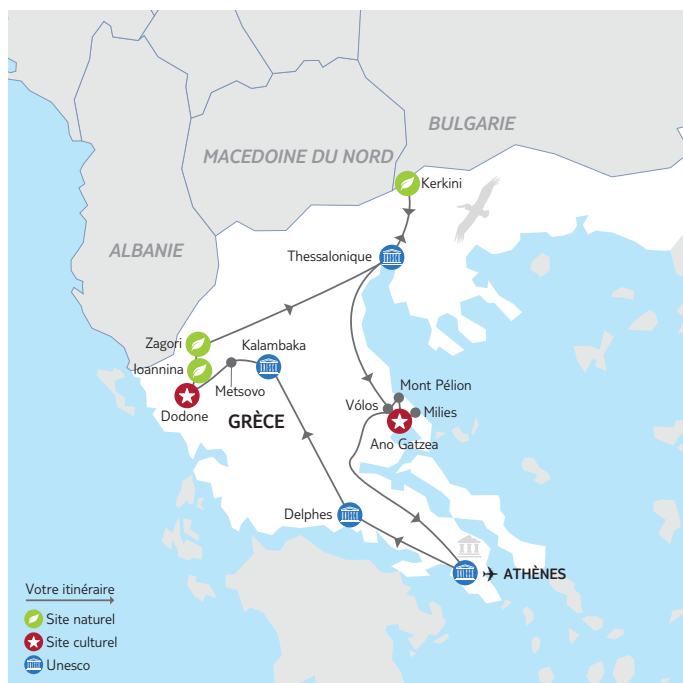 BULGARIE
MACEDOINE DU NORD
Kerkini
ALBANIE
Thessalonique
Zagori
Kalambaka
Ioannina
Metsovo
Mont Pélion
Vólos
Milies
Dodone
GRÈCE
Ano Gatzea
Delphes
ATHÈNES
Votre itinéraire
Site naturel
Site culturel
Unesco